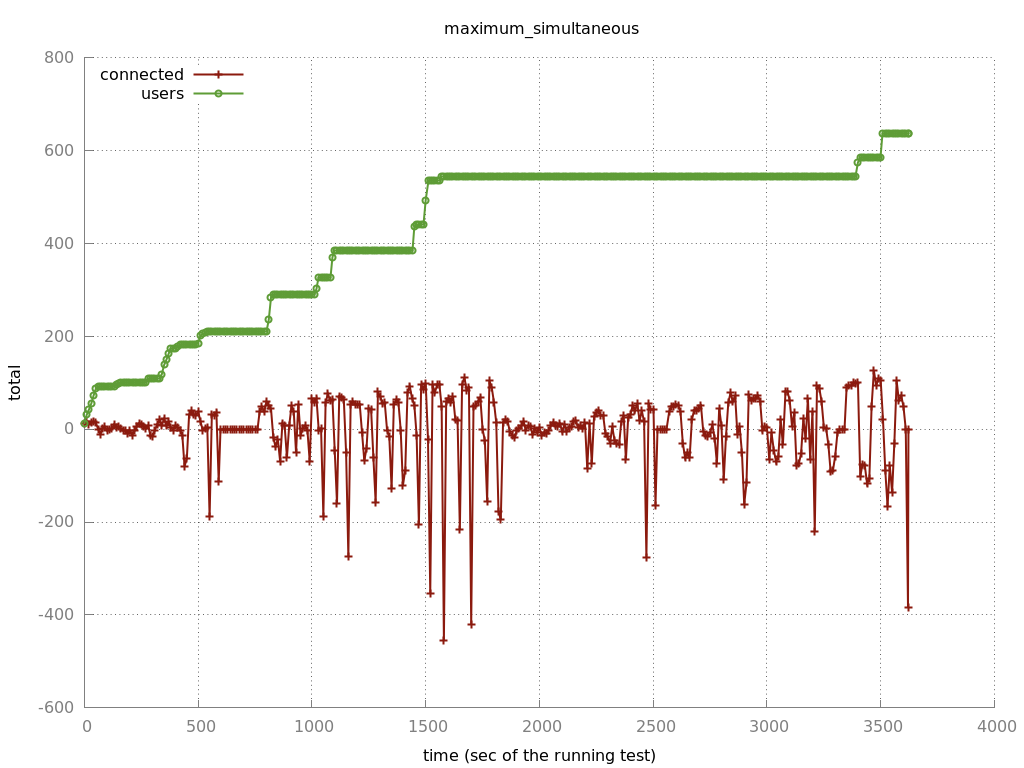 maximum_simultaneous
connected
users
800
600
400
200
0
-200
-400
-600
total
0 500 1000 1500 2000 2500 3000 3500 4000
time (sec of the running test)